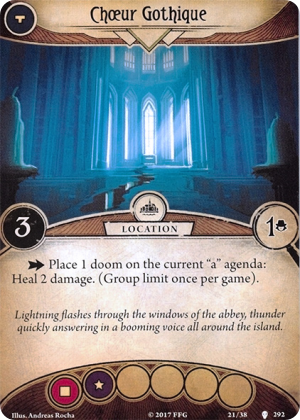 Chœur Gothique
3
LOCATION
1
Place 1 doom on the current "a" agenda:
Heal 2 damage. (Group limit once per game).
Lightning flashes through the windows of the abbey, thunder
quickly answering in a booming voice all around the island.
Illus. Andreas Rocha © 2017 FFG 21/38 292